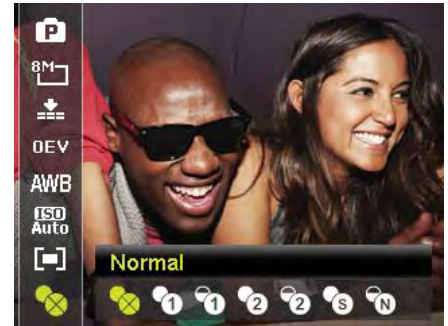 P
8M
0EV
AWB
ISO
Auto
Normal
1 1 2 2 S N